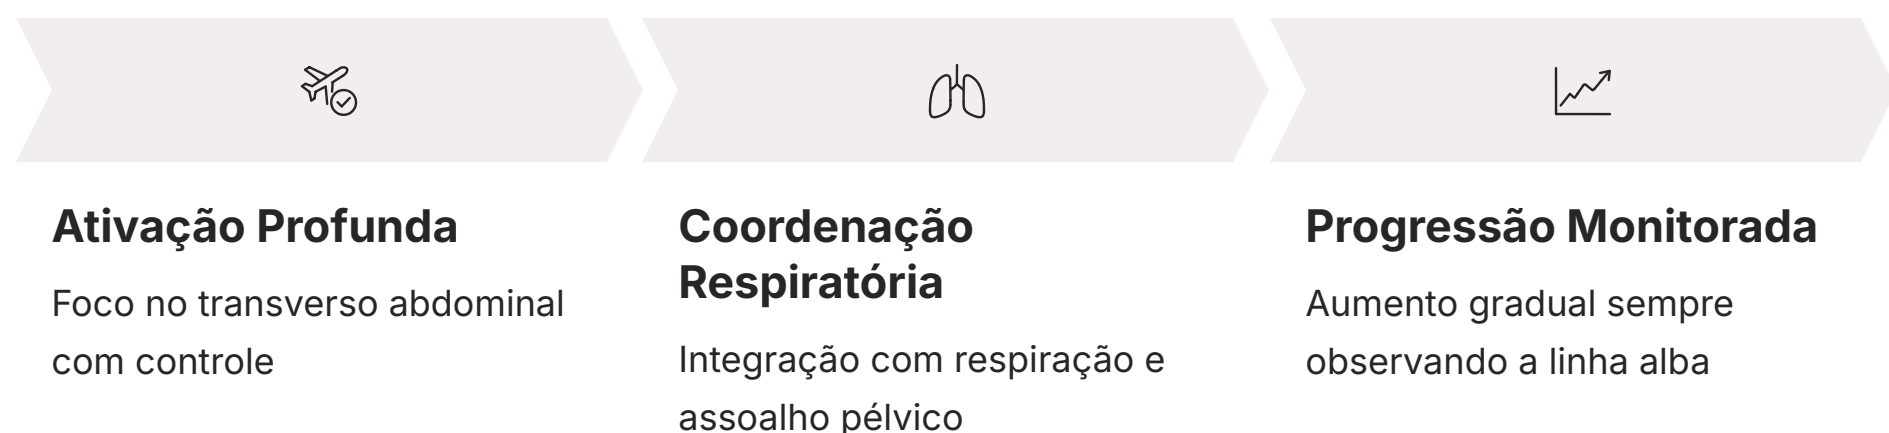 Ativação Profunda
Foco no transverso abdominal
com controle
Coordenação
Respiratória
Integração com respiração e
assoalho pélvico
Progressão Monitorada
Aumento gradual sempre
observando a linha alba